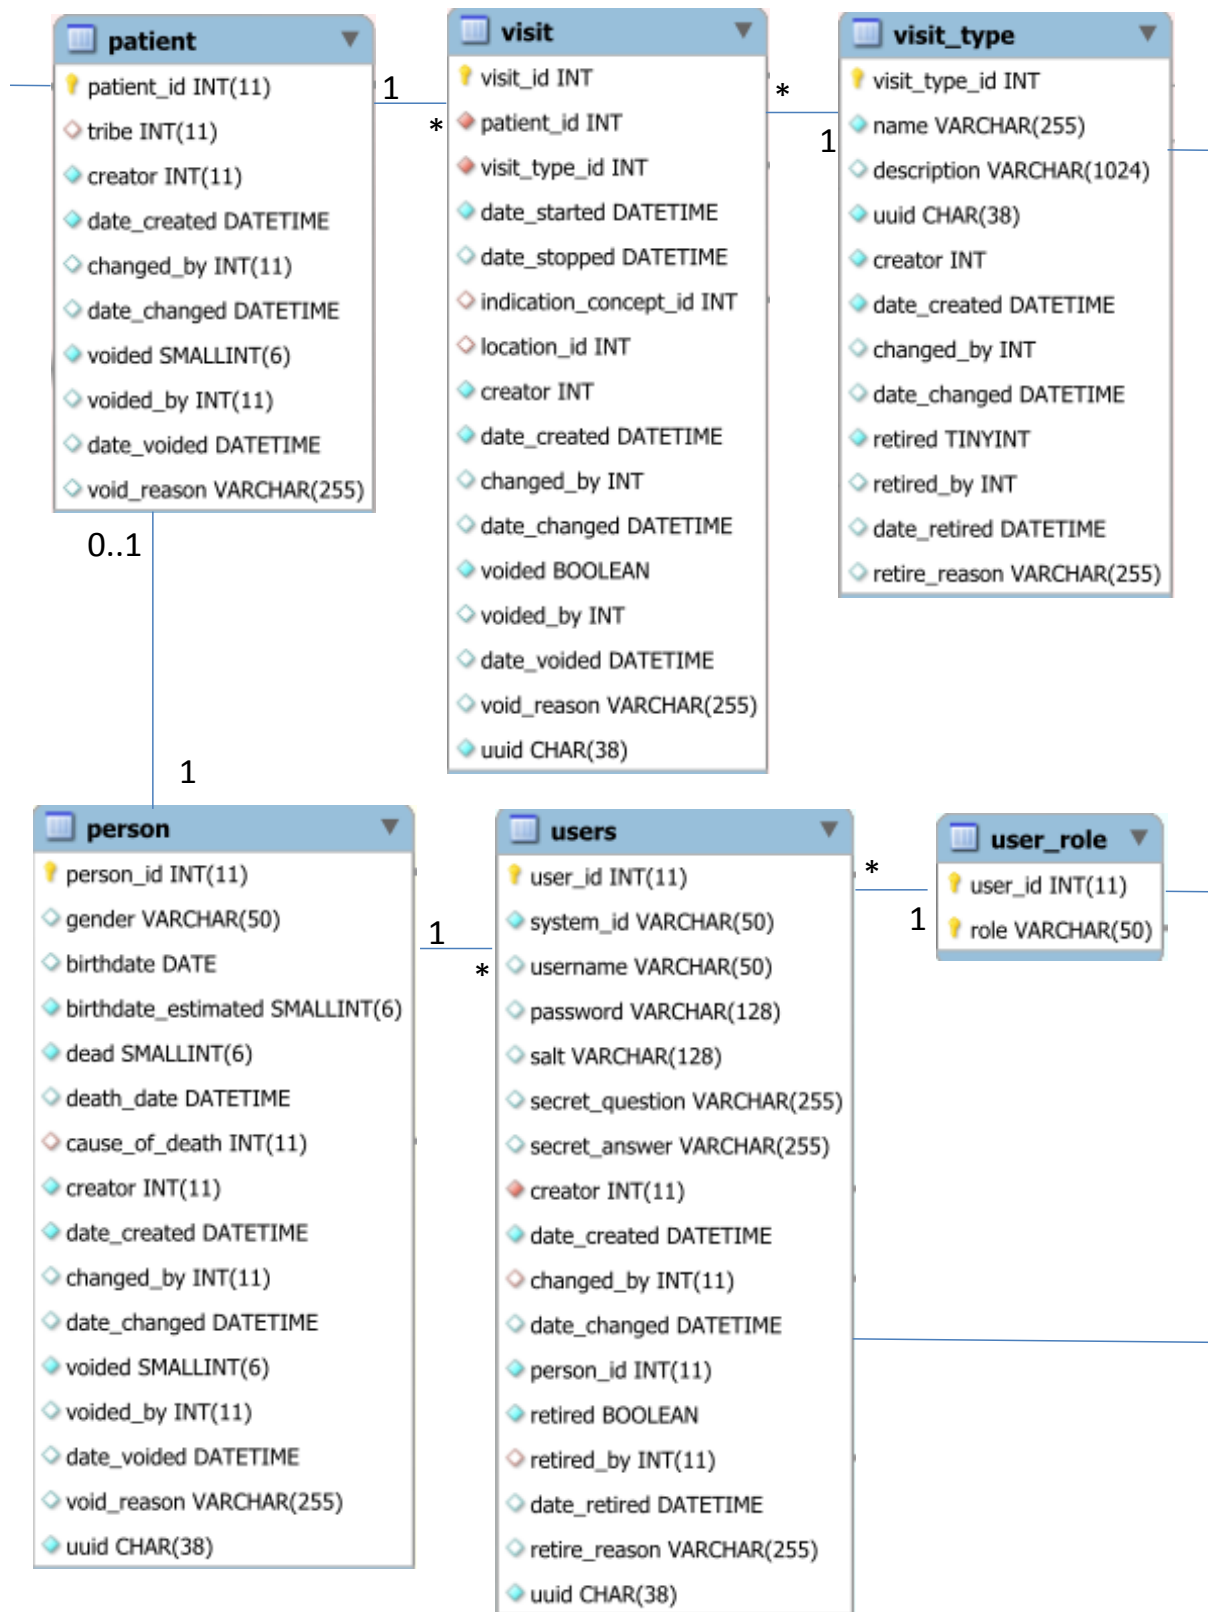 patient
patient_id INT(11)
tribe INT(11)
creator INT(11)
date_created DATETIME
changed_by INT(11)
date_changed DATETIME
voided SMALLINT(6)
voided_by INT(11)
date_voided DATETIME
void_reason VARCHAR(255)
1
*
visit
visit_id INT
patient_id INT
visit_type_id INT
date_started DATETIME
date_stopped DATETIME
indication_concept_id INT
location_id INT
creator INT
date_created DATETIME
changed_by INT
date_changed DATETIME
voided BOOLEAN
voided_by INT
date_voided DATETIME
void_reason VARCHAR(255)
uuid CHAR(38)
*
1
visit_type
visit_type_id INT
name VARCHAR(255)
description VARCHAR(1024)
uuid CHAR(38)
creator INT
date_created DATETIME
changed_by INT
date_changed DATETIME
retired TINYINT
retired_by INT
date_retired DATETIME
retire_reason VARCHAR(255)
0..1
1
person
person_id INT(11)
gender VARCHAR(50)
birthdate DATE
birthdate_estimated SMALLINT(6)
dead SMALLINT(6)
death_date DATETIME
cause_of_death INT(11)
creator INT(11)
date_created DATETIME
changed_by INT(11)
date_changed DATETIME
voided SMALLINT(6)
voided_by INT(11)
date_voided DATETIME
void_reason VARCHAR(255)
uuid CHAR(38)
1
*
users
user_id INT(11)
system_id VARCHAR(50)
username VARCHAR(50)
password VARCHAR(128)
salt VARCHAR(128)
secret_question VARCHAR(255)
secret_answer VARCHAR(255)
creator INT(11)
date_created DATETIME
changed_by INT(11)
date_changed DATETIME
person_id INT(11)
retired BOOLEAN
retired_by INT(11)
date_retired DATETIME
retire_reason VARCHAR(255)
uuid CHAR(38)
*
1
user_role
user_id INT(11)
role VARCHAR(50)